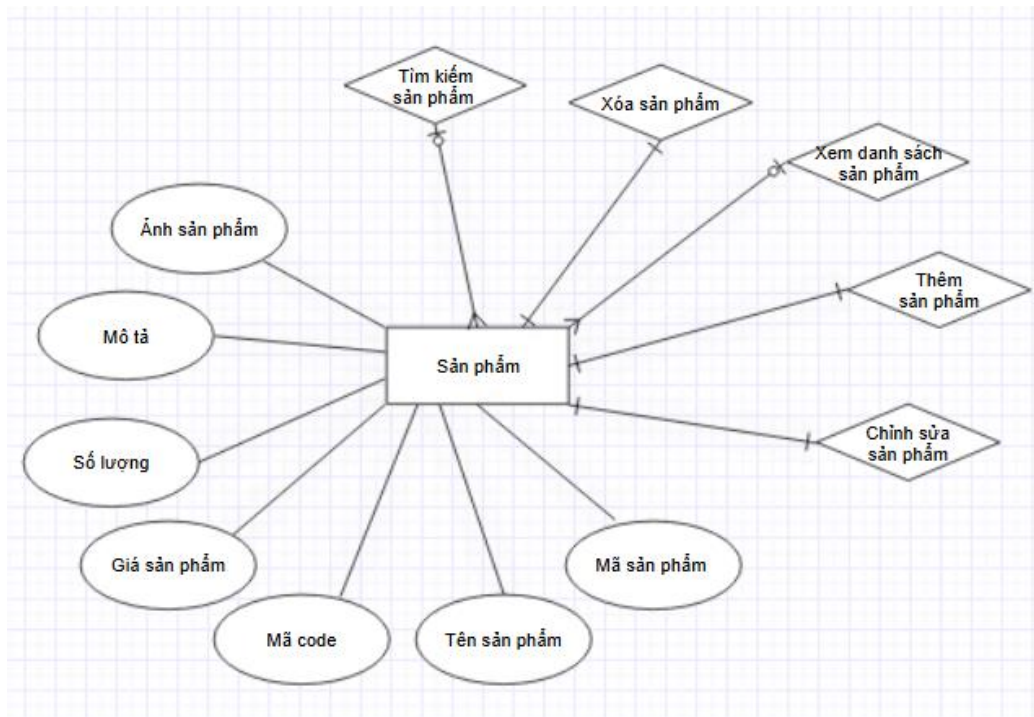 Tìm kiếm
sản phẩm
Xóa sản phẩm
Xem danh sách
sản phẩm
Ảnh sản phẩm
Thêm
sản phẩm
Mô tả
Sản phẩm
Chỉnh sửa
sản phẩm
Số lượng
Giá sản phẩm
Mã sản phẩm
Mã code
Tên sản phẩm